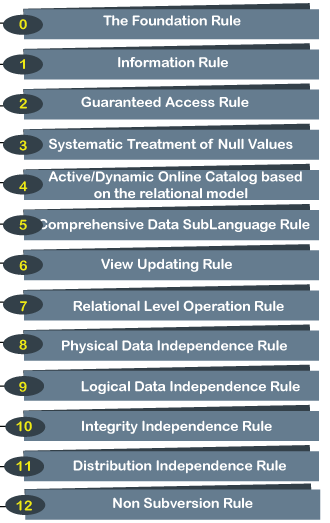 0 The Foundation Rule
1 Information Rule
2 Guaranteed Access Rule
3 Systematic Treatment of Null Values
4 Active/Dynamic Online Catalog based
on the relational model
5 Comprehensive Data SubLanguage Rule
6 View Updating Rule
7 Relational Level Operation Rule
8 Physical Data Independence Rule
9 Logical Data Independence Rule
10 Integrity Independence Rule
11 Distribution Independence Rule
12 Non Subversion Rule